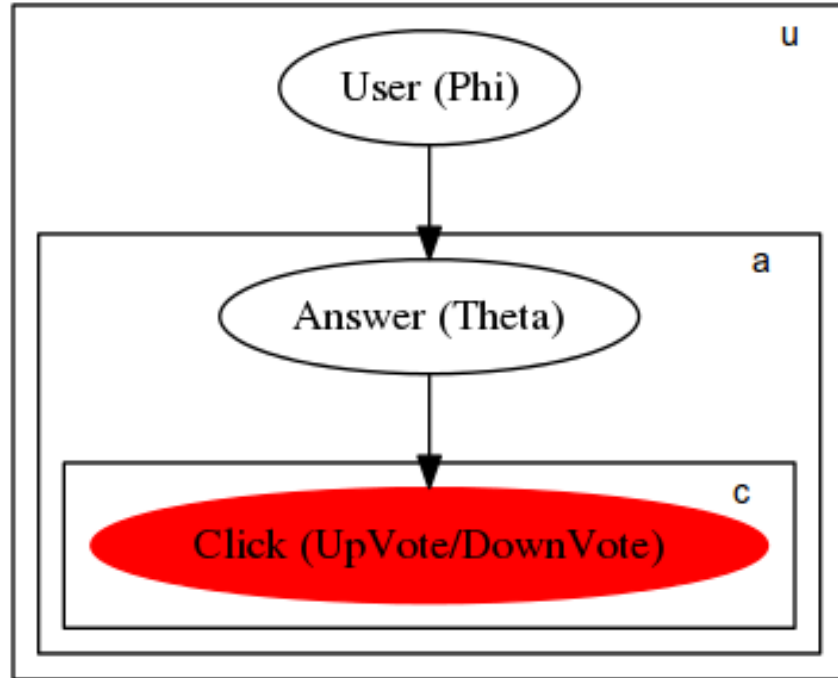 u
User (Phi)
a
Answer (Theta)
c
Click (UpVote/DownVote)